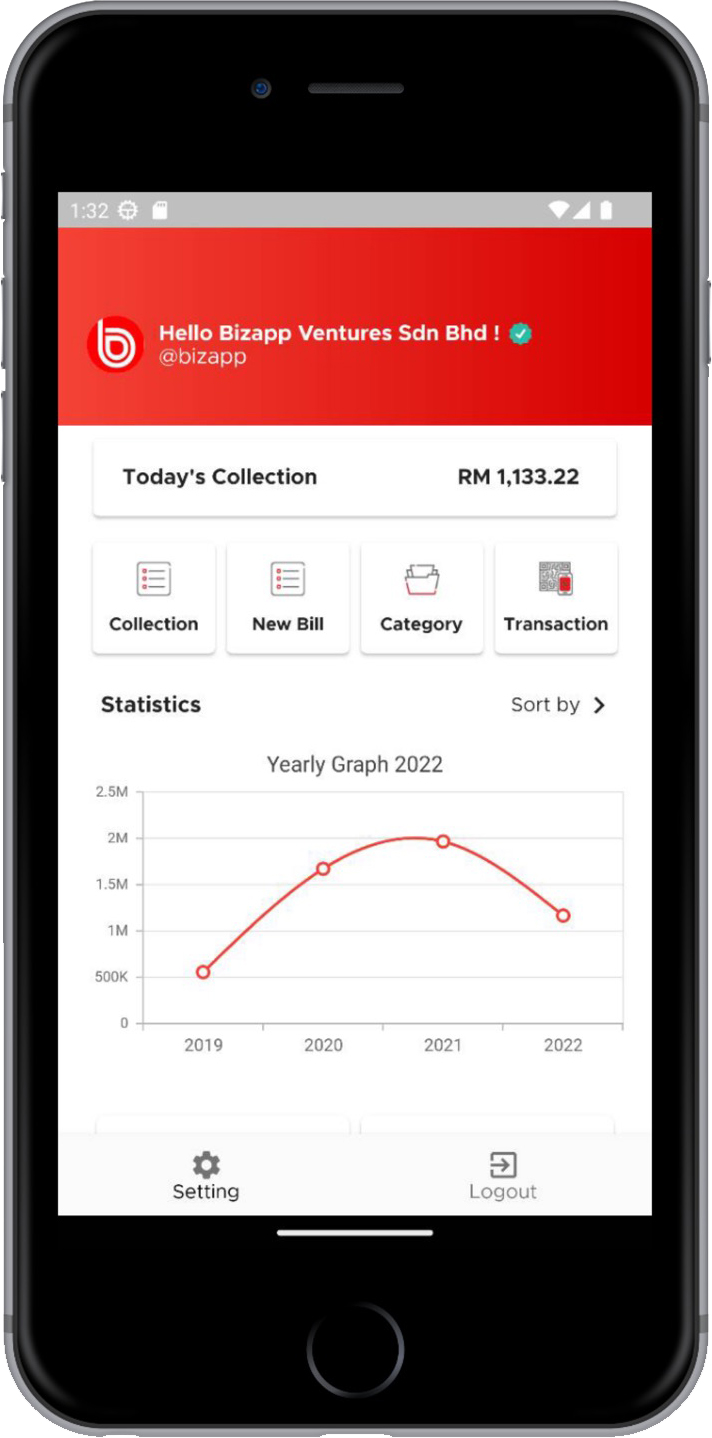 1:32
Hello Bizapp Ventures Sdn Bhd !
@bizapp
Today's Collection RM 1,133.22
Collection New Bill Category Transaction
Statistics Sort by
Yearly Graph 2022
2.5M
2M
1.5M
1M
500K
0
2019 2020 2021 2022
Setting Logout